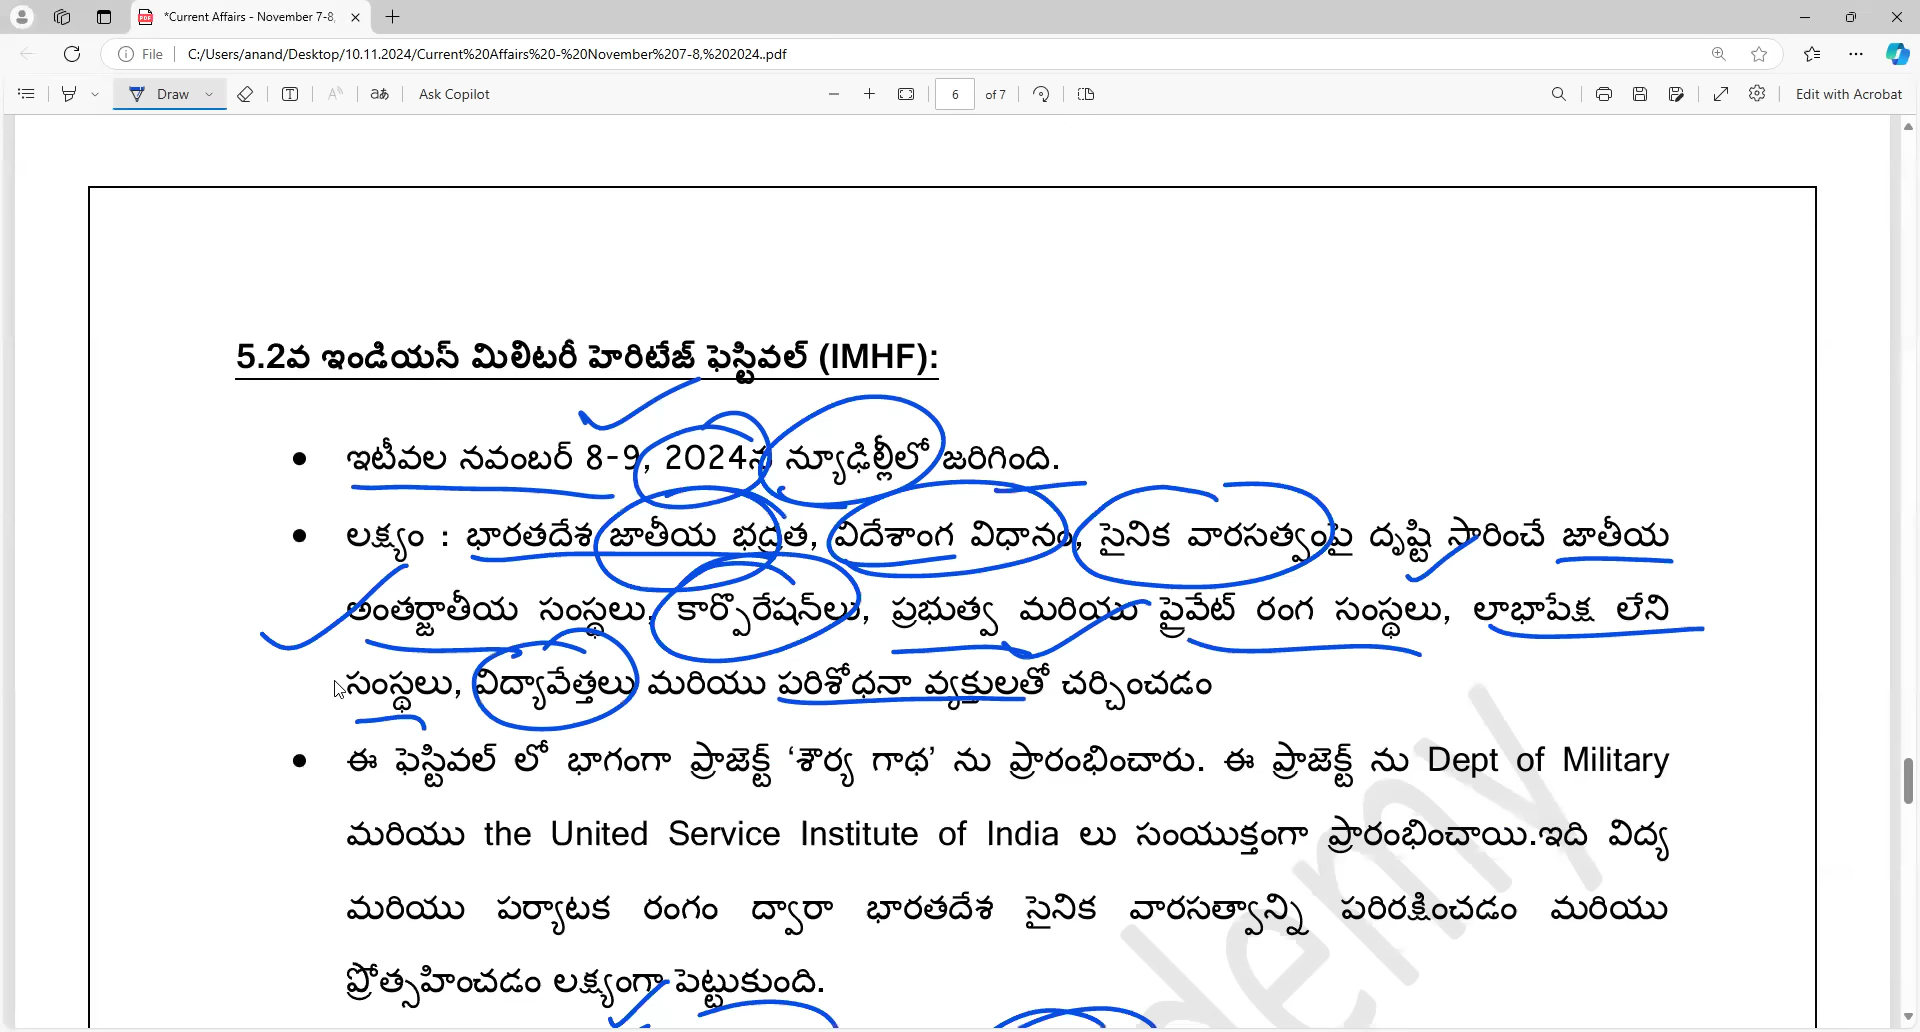 *Current Affairs - November 7-8,
File
C:/Users/anand/Desktop/10.11.2024/Current%20Affairs%20-%20November%207-8,%202024..pdf
Draw
aあ
Ask Copilot
6 of 7
Edit with Acrobat
5.2వ ఇండియన్ మిలిటరీ హెరిటేజ్ ఫెస్టివల్ (IMHF):
• ఇటీవల నవంబర్ 8-9, 2024న న్యూఢిల్లీలో జరిగింది.
• లక్ష్యం : భారతదేశ జాతీయ భద్రత, విదేశాంగ విధానం, సైనిక వారసత్వంపై దృష్టి సారించే జాతీయ
అంతర్జాతీయ సంస్థలు, కార్పొరేషన్‌లు, ప్రభుత్వ మరియు ప్రైవేట్ రంగ సంస్థలు, లాభాపేక్ష లేని
సంస్థలు, విద్యావేత్తలు మరియు పరిశోధనా వ్యక్తులతో చర్చించడం
• ఈ ఫెస్టివల్ లో భాగంగా ప్రాజెక్ట్ ‘శౌర్య గాథ’ ను ప్రారంభించారు. ఈ ప్రాజెక్ట్ ను Dept of Military
మరియు the United Service Institute of India లు సంయుక్తంగా ప్రారంభించాయి.ఇది విద్య
మరియు పర్యాటక రంగం ద్వారా భారతదేశ సైనిక వారసత్వాన్ని పరిరక్షించడం మరియు
ప్రోత్సహించడం లక్ష్యంగా పెట్టుకుంది.
demy